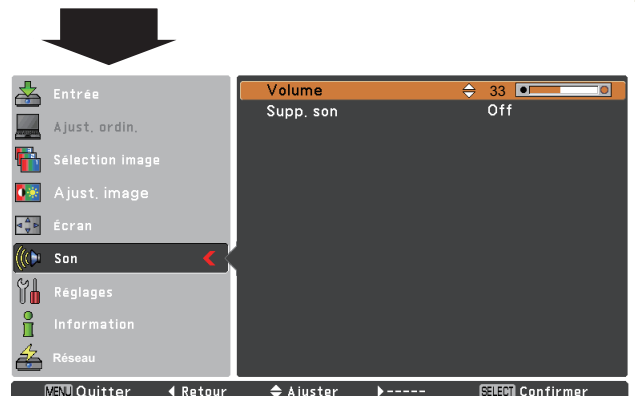 Entrée
Ajust. ordin.
Sélection image
Ajust. image
Écran
Son
Réglages
Information
Réseau
Volume 33
Supp. son Off
MENU Quitter Retour Ajuster ----- SELECT Confirmer